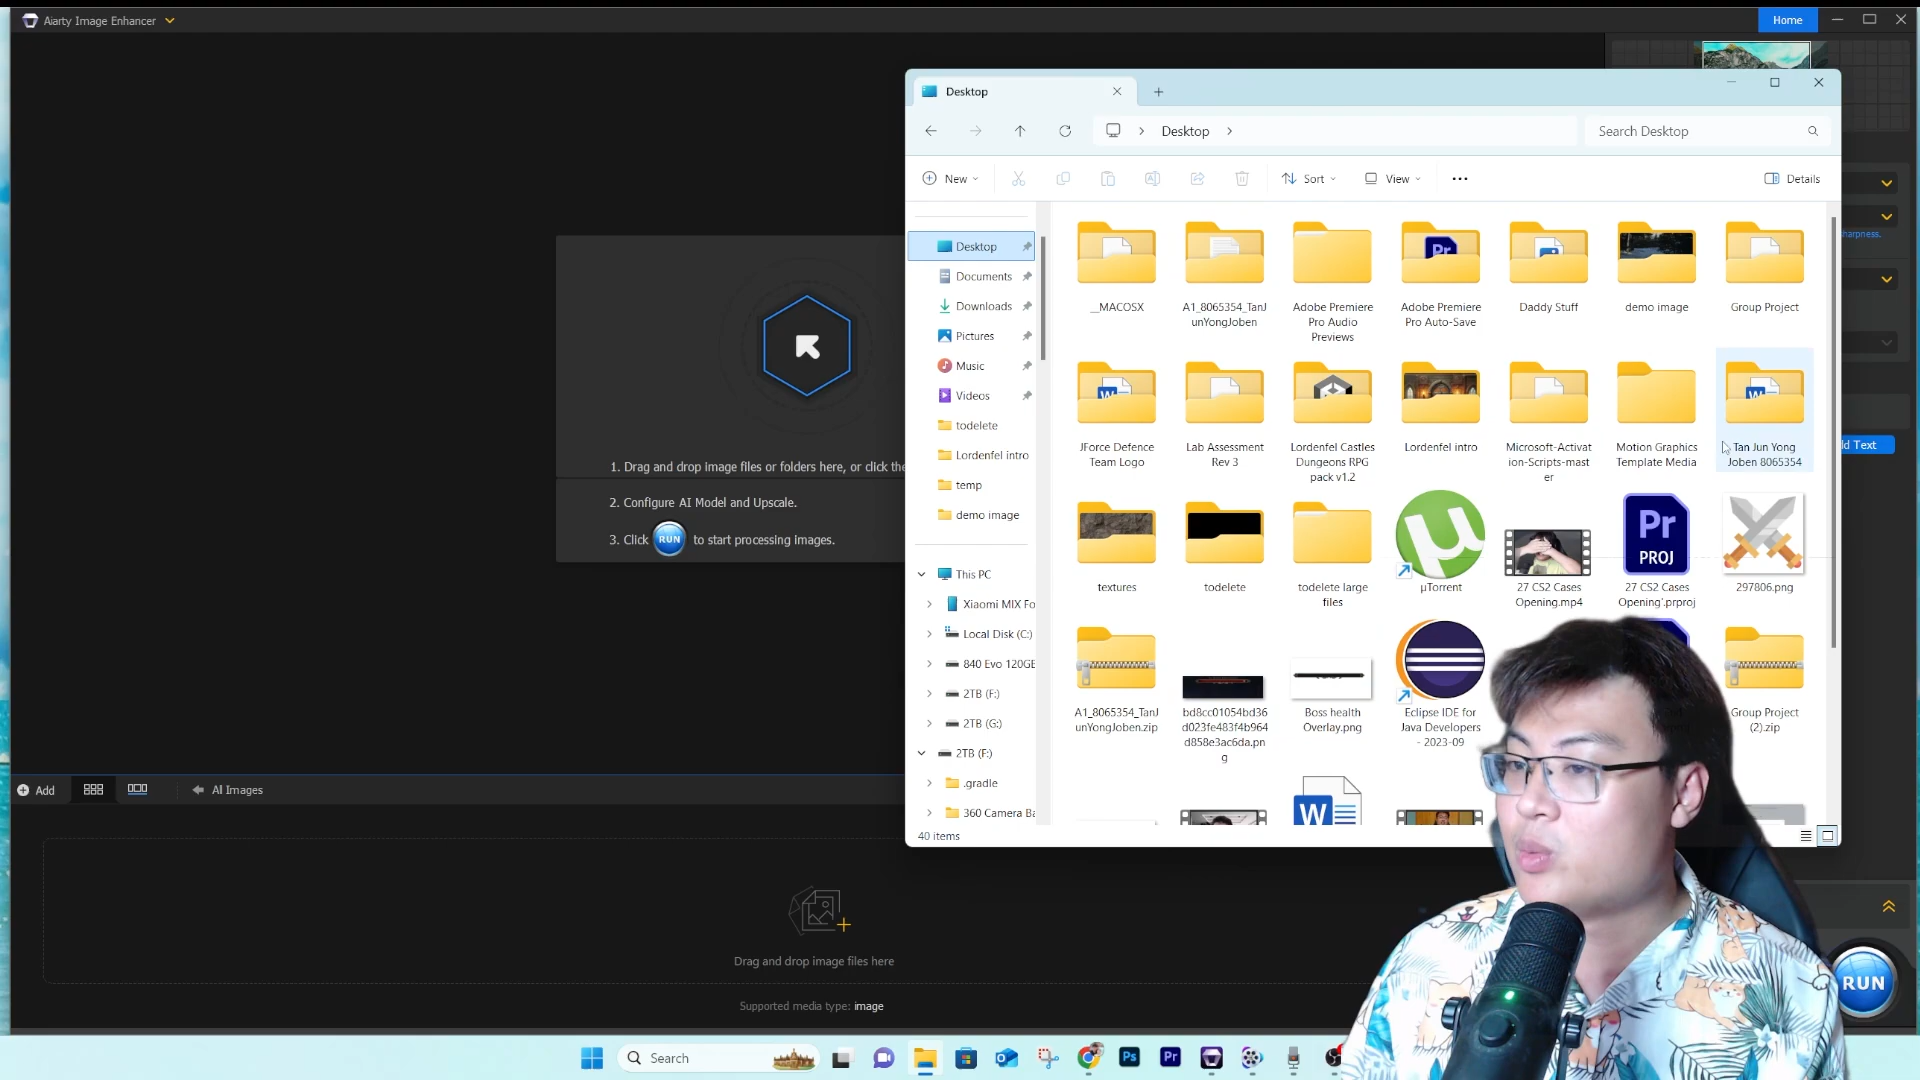 Aiarty Image Enhancer
Home
Desktop
Desktop
Search Desktop
New
Sort
View
Details
harpness.
Desktop
Documents
Downloads
Pictures
Music
Videos
todelete
Lordenfel intro
temp
demo image
This PC
Xiaomi MIX Fo
Local Disk (C:)
840 Evo 120GE
2TB (F:)
2TB (G:)
2TB (F:)
.gradle
360 Camera Ba
__MACOSX
A1_8065354_TanJ
unYongJoben
Adobe Premiere
Pro Audio
Previews
Adobe Premiere
Pro Auto-Save
Daddy Stuff
demo image
Group Project
JForce Defence
Team Logo
Lab Assessment
Rev 3
Lordenfel Castles
Dungeons RPG
pack v1.2
Lordenfel intro
Microsoft-Activat
ion-Scripts-mast
er
Motion Graphics
Template Media
Tan Jun Yong
Joben 8065354
textures
todelete
todelete large
files
µTorrent
27 CS2 Cases
Opening.mp4
Pr
PROJ
27 CS2 Cases
Opening'.prproj
297806.png
A1_8065354_TanJ
unYongJoben.zip
bd8cc01054bd36
d023fe483f4b964
d858e3ac6da.pn
g
Boss health
Overlay.png
Eclipse IDE for
Java Developers
- 2023-09
Group Project
(2).zip
40 items
1. Drag and drop image files or folders here, or click the
2. Configure AI Model and Upscale.
3. Click RUN to start processing images.
d Text
Add
All Images
Drag and drop image files here
Supported media type: image
RUN
Search
Ps
Pr